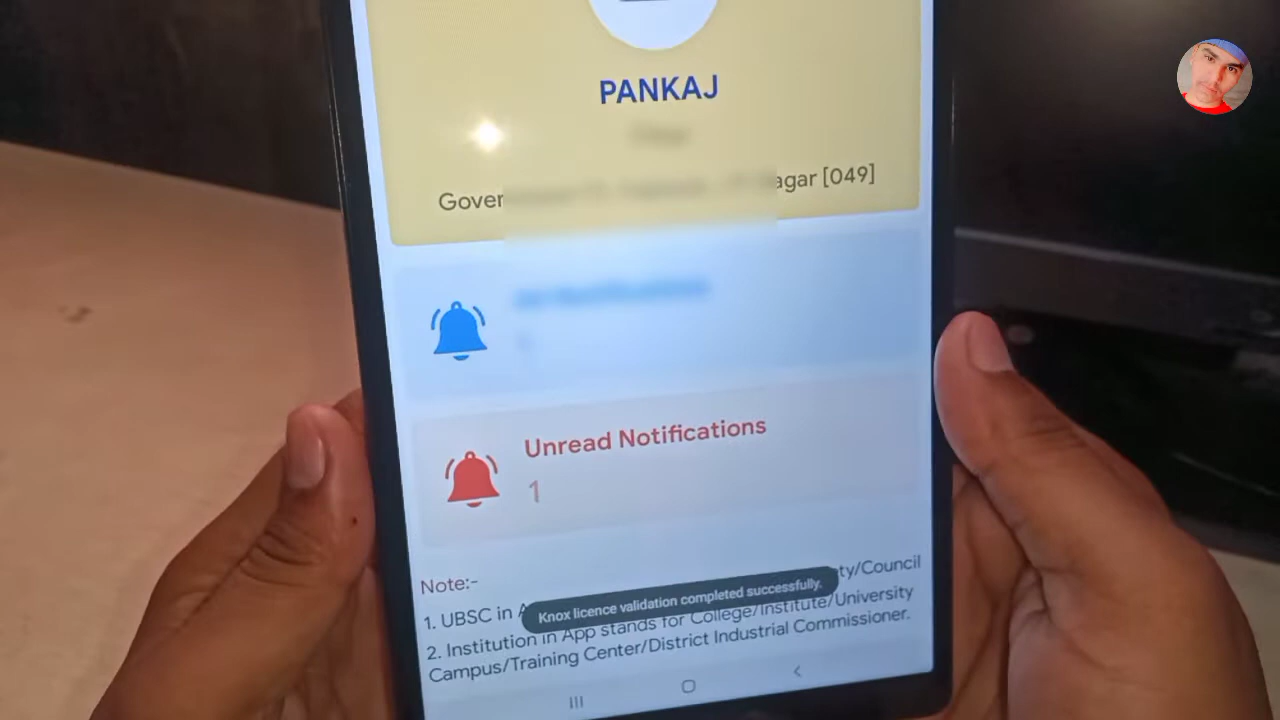 PANKAJ
Gover agar [049]
Unread Notifications
1
Note:-
1. UBSC in A ty/Council
Knox licence validation completed successfully.
2. Institution in App stands for College/Institute/University
Campus/Training Center/District Industrial Commissioner.